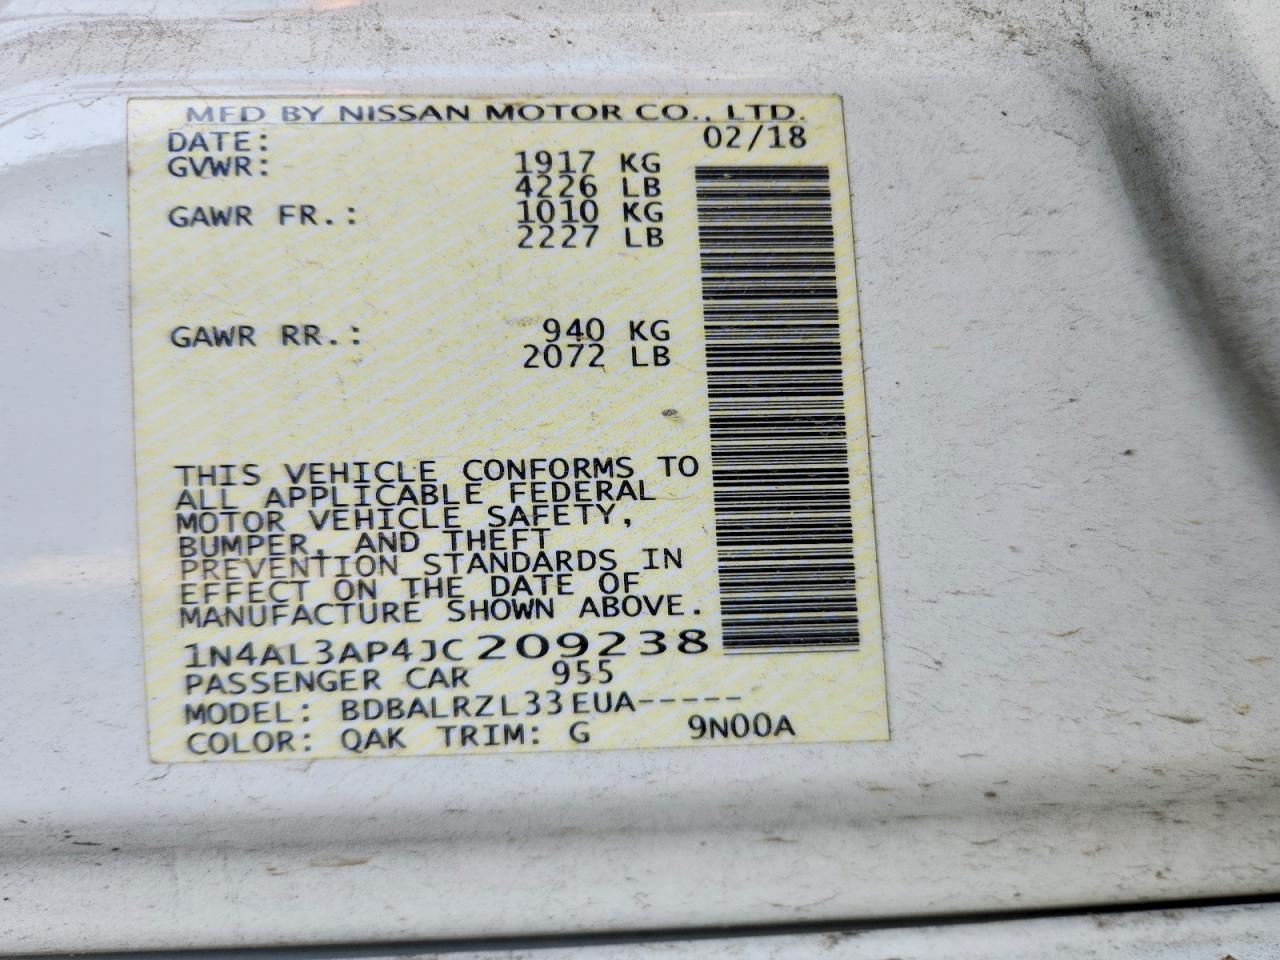 MFD BY NISSAN MOTOR CO., LTD.
DATE: 02/18
GVWR: 1917 KG
4226 LB
GAWR FR.: 1010 KG
2227 LB
GAWR RR.: 940 KG
2072 LB
THIS VEHICLE CONFORMS TO
ALL APPLICABLE FEDERAL
MOTOR VEHICLE SAFETY,
BUMPER, AND THEFT
PREVENTION STANDARDS IN
EFFECT ON THE DATE OF
MANUFACTURE SHOWN ABOVE.
1N4AL3AP4JC209238
PASSENGER CAR 955
MODEL: BDBALRZL33EUA-----
COLOR: QAK TRIM: G 9N00A